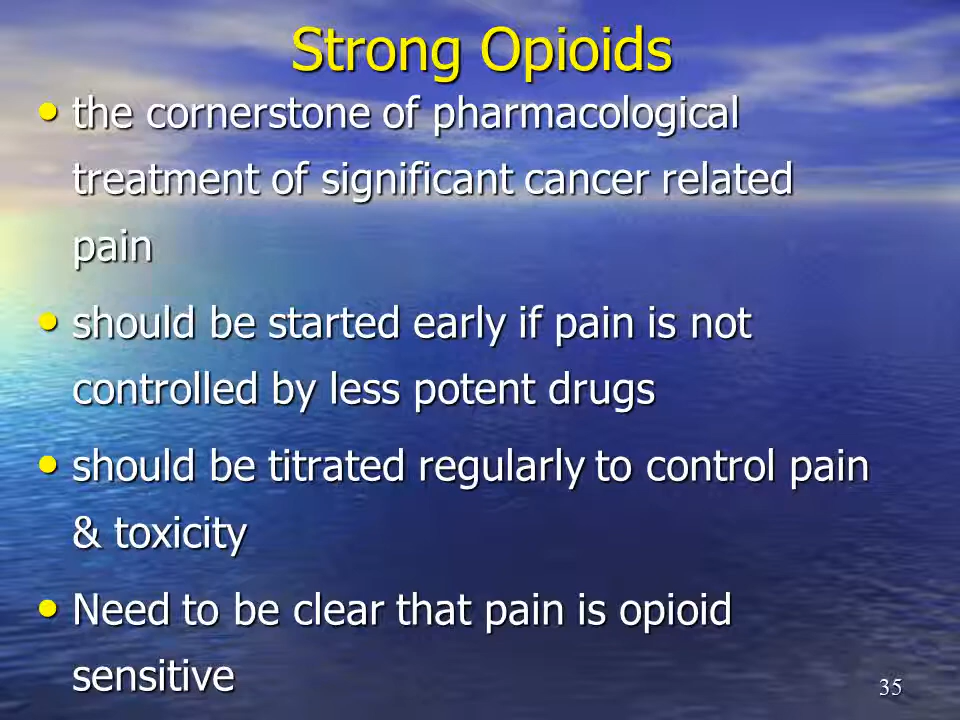 Strong Opioids
• the cornerstone of pharmacological
treatment of significant cancer related
pain
• should be started early if pain is not
controlled by less potent drugs
• should be titrated regularly to control pain
& toxicity
• Need to be clear that pain is opioid
sensitive
35